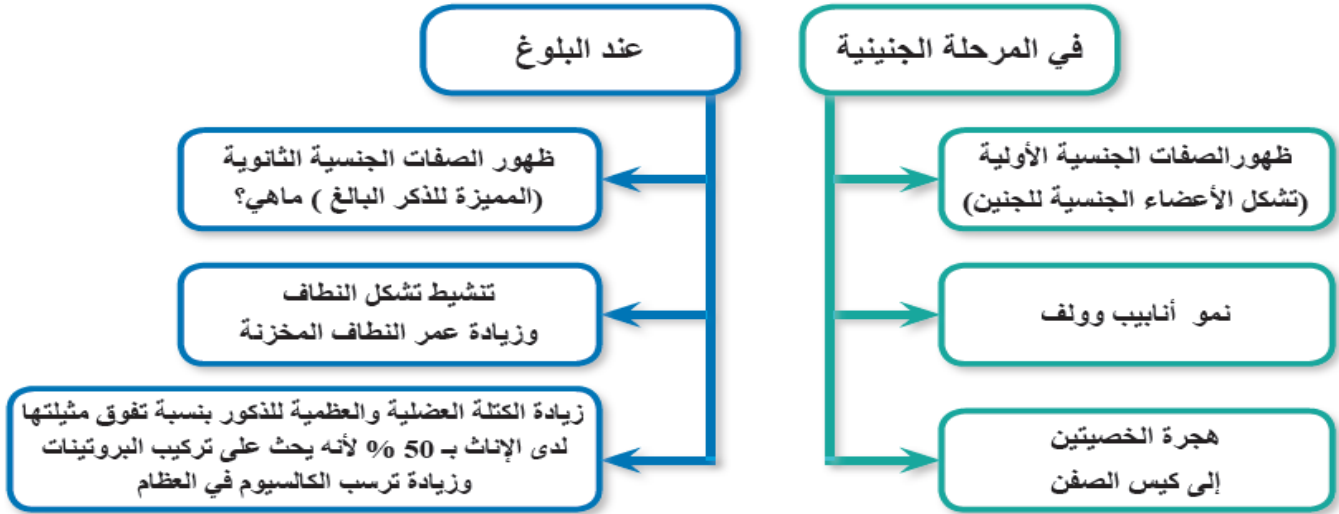 في المرحلة الجنينية
ظهورالصفات الجنسية الأولية
(تشكل الأعضاء الجنسية للجنين)
نمو أنابيب وولف
هجرة الخصيتين
إلى كيس الصفن
عند البلوغ
ظهور الصفات الجنسية الثانوية
(المميزة للذكر البالغ ) ماهي؟
تنشيط تشكل النطاف
وزيادة عمر النطاف المخزنة
زيادة الكتلة العضلية والعظمية للذكور بنسبة تفوق مثيلتها
لدى الإناث بـ 50 % لأنه يحث على تركيب البروتينات
وزيادة ترسب الكالسيوم في العظام